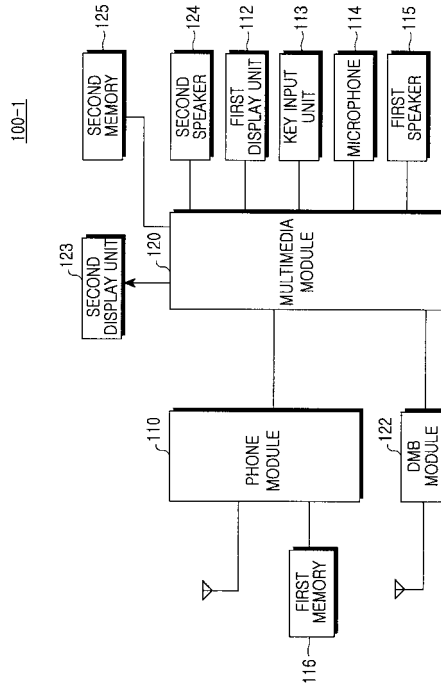 100-1
SECOND
MEMORY
125
SECOND
DISPLAY UNIT
123
SECOND
SPEAKER
124
FIRST
DISPLAY UNIT
112
KEY INPUT
UNIT
113
MICROPHONE
114
FIRST
SPEAKER
115
120
MULTIMEDIA
MODULE
110
PHONE
MODULE
122
DMB
MODULE
FIRST
MEMORY
116